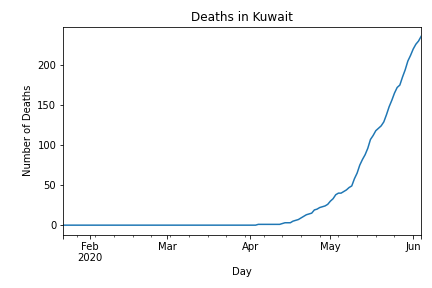 Deaths in Kuwait
Number of Deaths
200
150
100
50
0
Feb
2020
Mar
Apr
May
Jun
Day